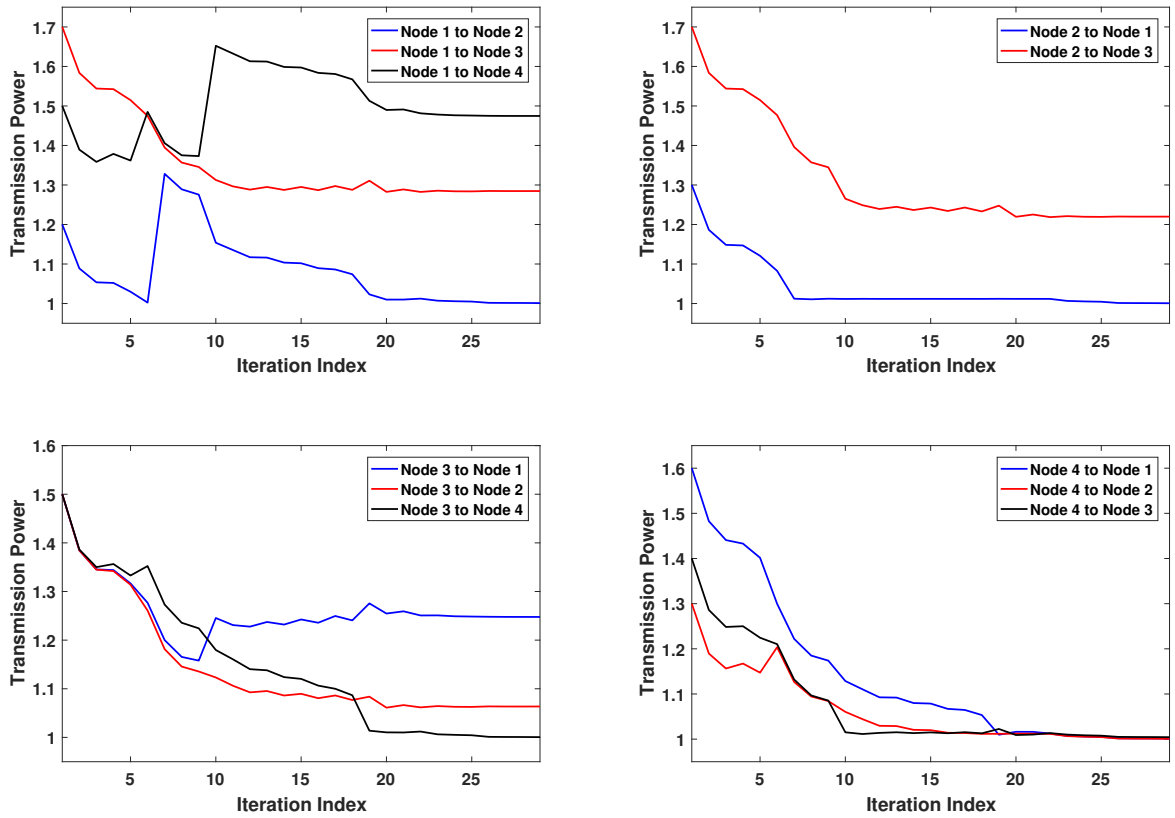 1.7
1.6
1.5
1.4
1.3
1.2
1.1
1
Transmission Power
5 10 15 20 25
Iteration Index
Node 1 to Node 2
Node 1 to Node 3
Node 1 to Node 4
1.7
1.6
1.5
1.4
1.3
1.2
1.1
1
Transmission Power
5 10 15 20 25
Iteration Index
Node 2 to Node 1
Node 2 to Node 3
1.6
1.5
1.4
1.3
1.2
1.1
1
Transmission Power
5 10 15 20 25
Iteration Index
Node 3 to Node 1
Node 3 to Node 2
Node 3 to Node 4
1.6
1.5
1.4
1.3
1.2
1.1
1
Transmission Power
5 10 15 20 25
Iteration Index
Node 4 to Node 1
Node 4 to Node 2
Node 4 to Node 3